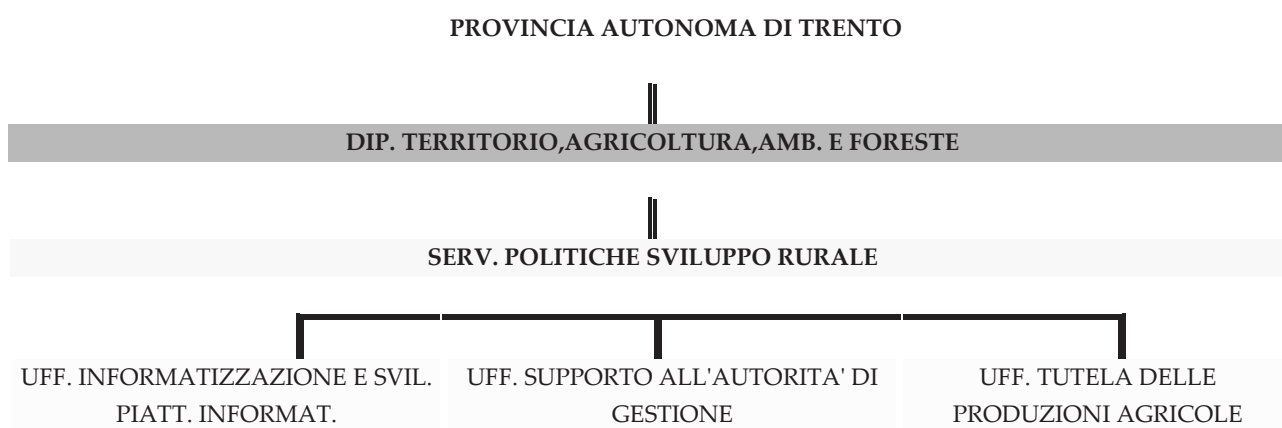 PROVINCIA AUTONOMA DI TRENTO
DIP. TERRITORIO,AGRICOLTURA,AMB. E FORESTE
SERV. POLITICHE SVILUPPO RURALE
UFF. INFORMATIZZAZIONE E SVIL.
PIATT. INFORMAT.
UFF. SUPPORTO ALL'AUTORITA' DI
GESTIONE
UFF. TUTELA DELLE
PRODUZIONI AGRICOLE